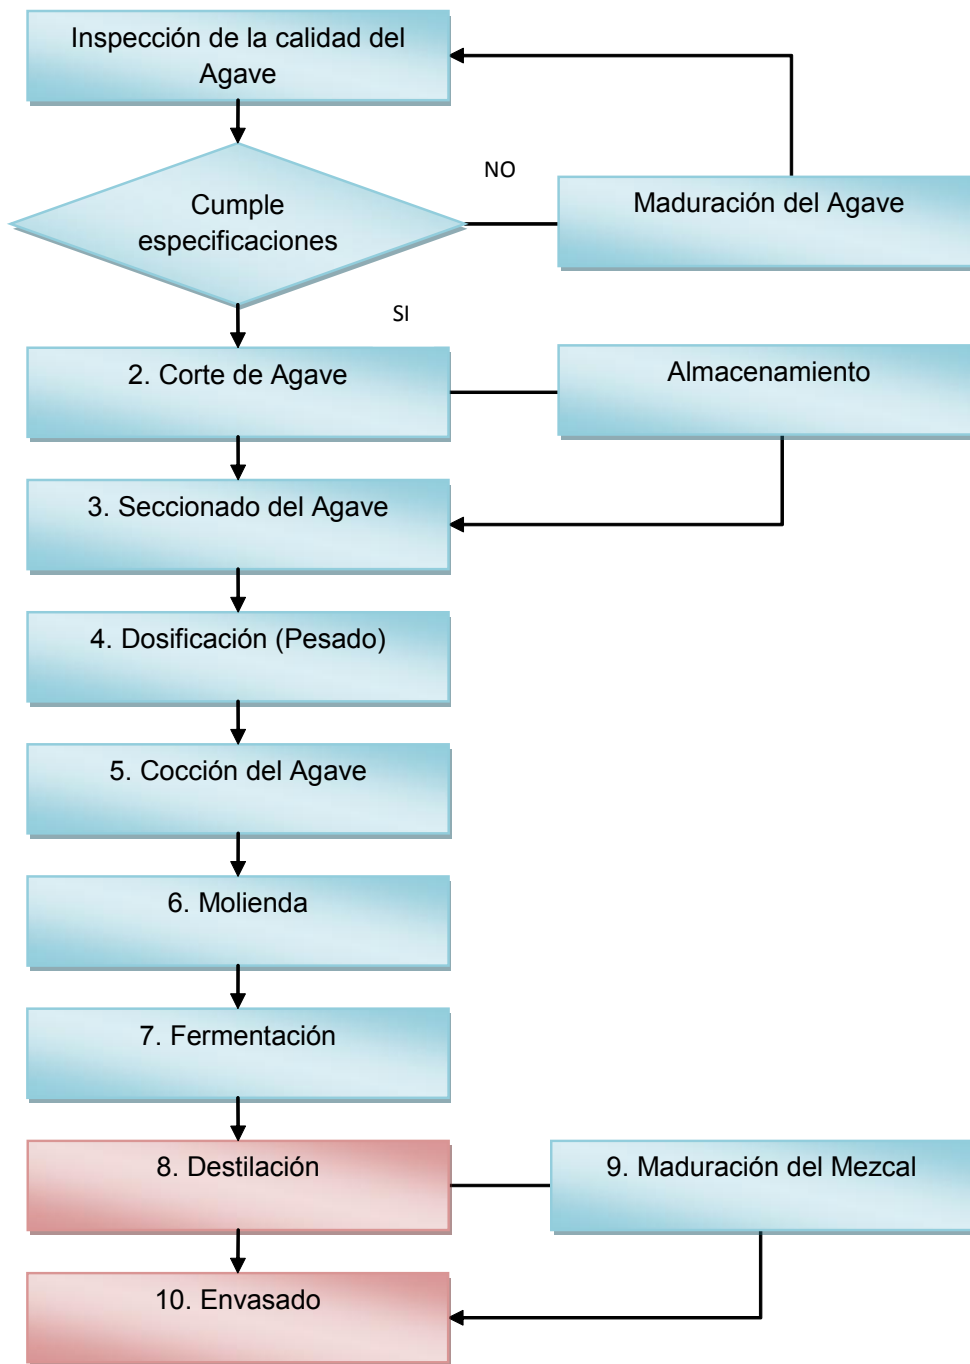 Inspección de la calidad del
Agave
NO
Cumple
especificaciones
Maduración del Agave
SI
2. Corte de Agave
Almacenamiento
3. Seccionado del Agave
4. Dosificación (Pesado)
5. Cocción del Agave
6. Molienda
7. Fermentación
8. Destilación
9. Maduración del Mezcal
10. Envasado